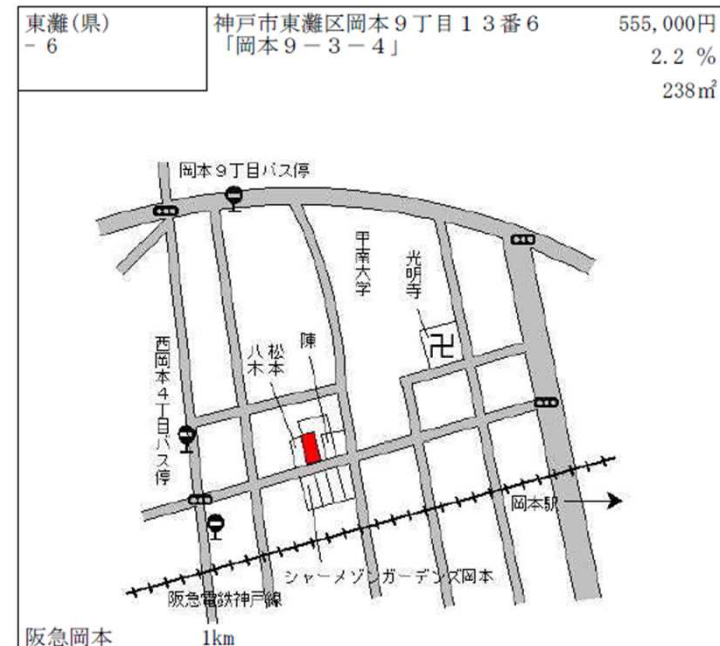 東灘(県)
- 6
神戸市東灘区岡本９丁目１３番６
「岡本９－３－４」
555,000円
2.2 %
238㎡
岡本９丁目バス停
甲南大学
光明寺
卍
西岡本４丁目バス停
八木
松本
陳
岡本駅
シャーメゾンガーデンズ岡本
阪急電鉄神戸線
阪急岡本
1km